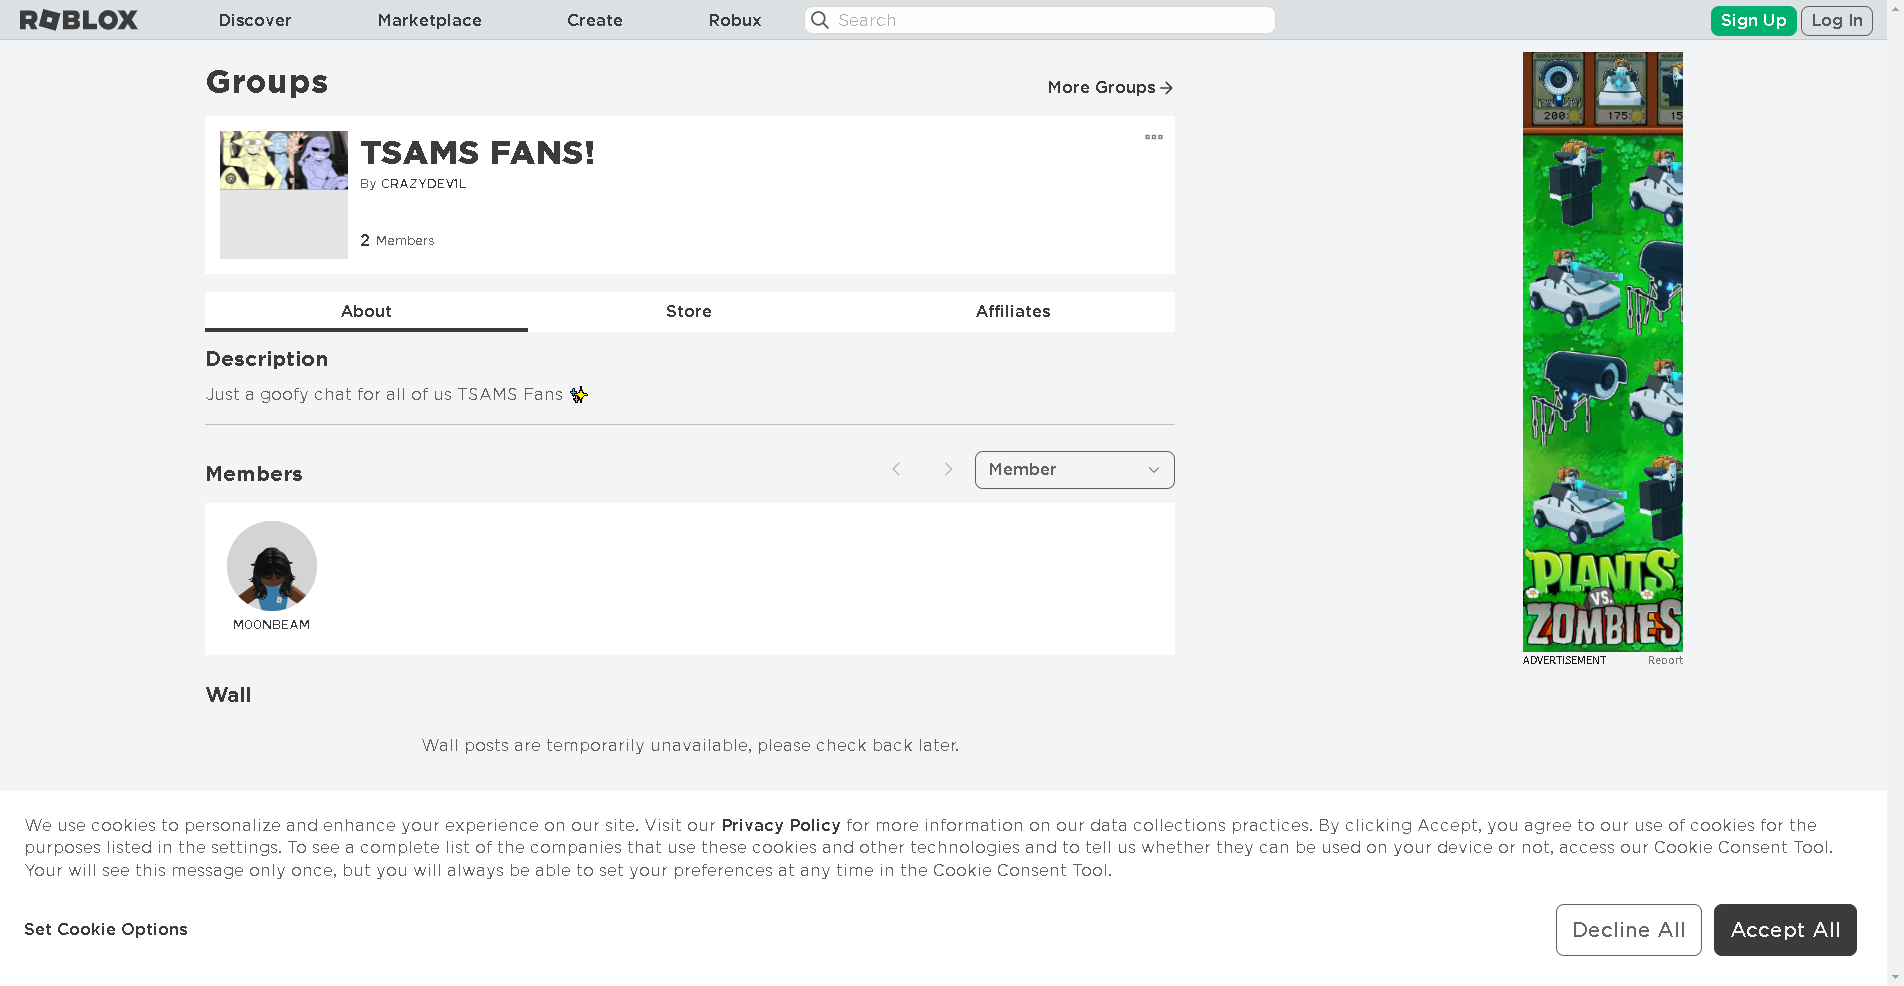 ROBLOX Discover Marketplace Create Robux Search Sign Up Log In
Groups
More Groups
TSAMS FANS!
By CRAZYDEV1L
2 Members
About Store Affiliates
Description
Just a goofy chat for all of us TSAMS Fans ✨
Members
Member
M00NBEAM
Wall
Wall posts are temporarily unavailable, please check back later.
200 175 15
PLANTS
VS.
ZOMBIES
ADVERTISEMENT Report
We use cookies to personalize and enhance your experience on our site. Visit our Privacy Policy for more information on our data collections practices. By clicking Accept, you agree to our use of cookies for the
purposes listed in the settings. To see a complete list of the companies that use these cookies and other technologies and to tell us whether they can be used on your device or not, access our Cookie Consent Tool.
Your will see this message only once, but you will always be able to set your preferences at any time in the Cookie Consent Tool.
Set Cookie Options
Decline All Accept All